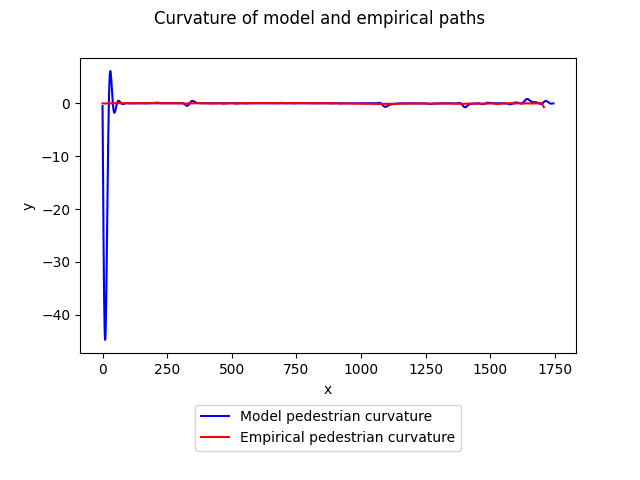 Curvature of model and empirical paths
y
0
−10
−20
−30
−40
0 250 500 750 1000 1250 1500 1750
x
Model pedestrian curvature
Empirical pedestrian curvature